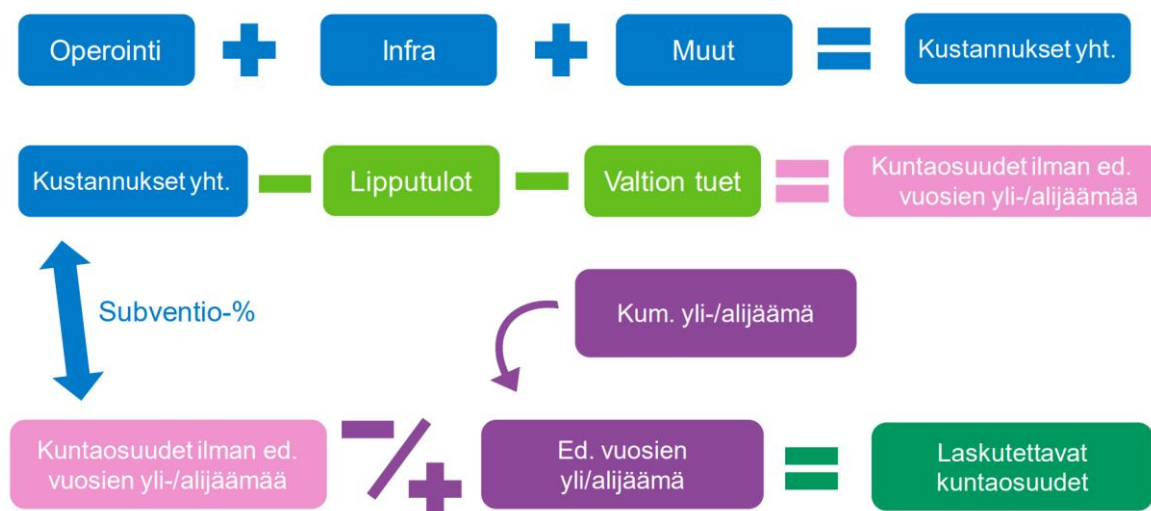 Operointi
Infra
Muut
Kustannukset yht.
Kustannukset yht.
Lipputulot
Valtion tuet
Kuntaosuudet ilman ed.
vuosien yli-/alijäämää
Subventio-%
Kum. yli-/alijäämä
Kuntaosuudet ilman ed.
vuosien yli-/alijäämää
Ed. vuosien
yli/alijäämä
Laskutettavat
kuntaosuudet